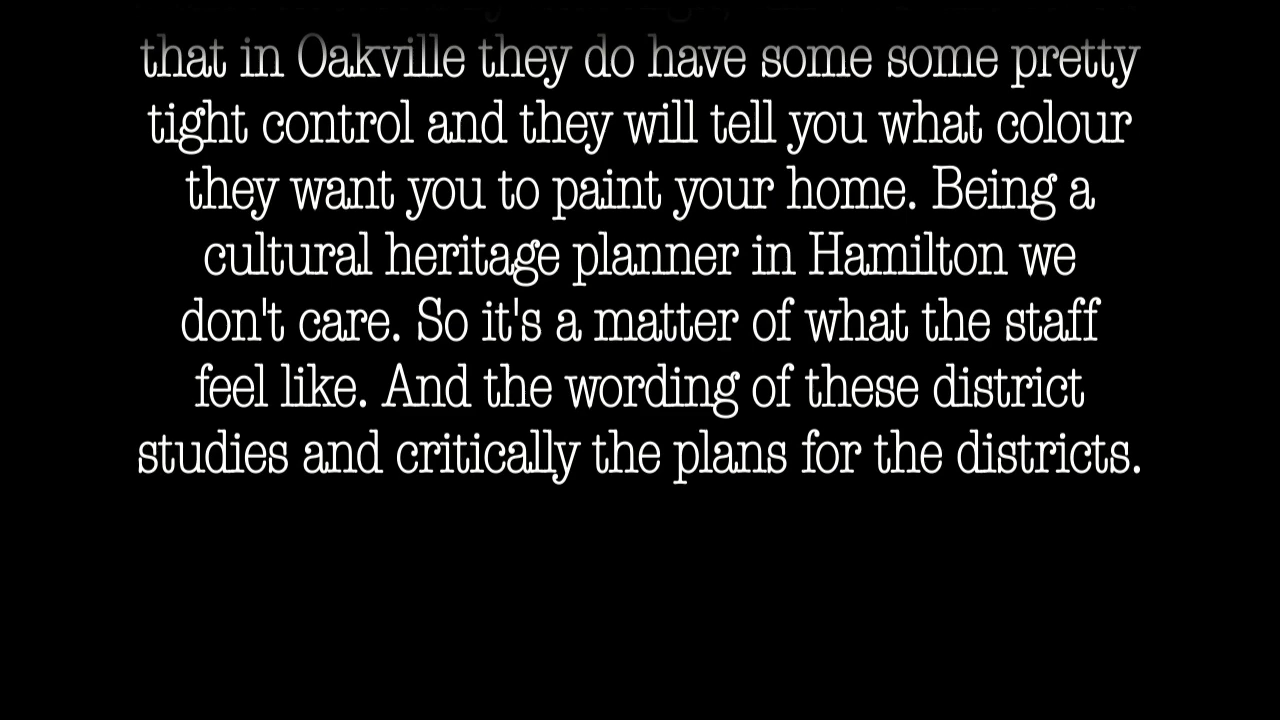 that in Oakville they do have some some pretty
tight control and they will tell you what colour
they want you to paint your home. Being a
cultural heritage planner in Hamilton we
don't care. So it's a matter of what the staff
feel like. And the wording of these district
studies and critically the plans for the districts.